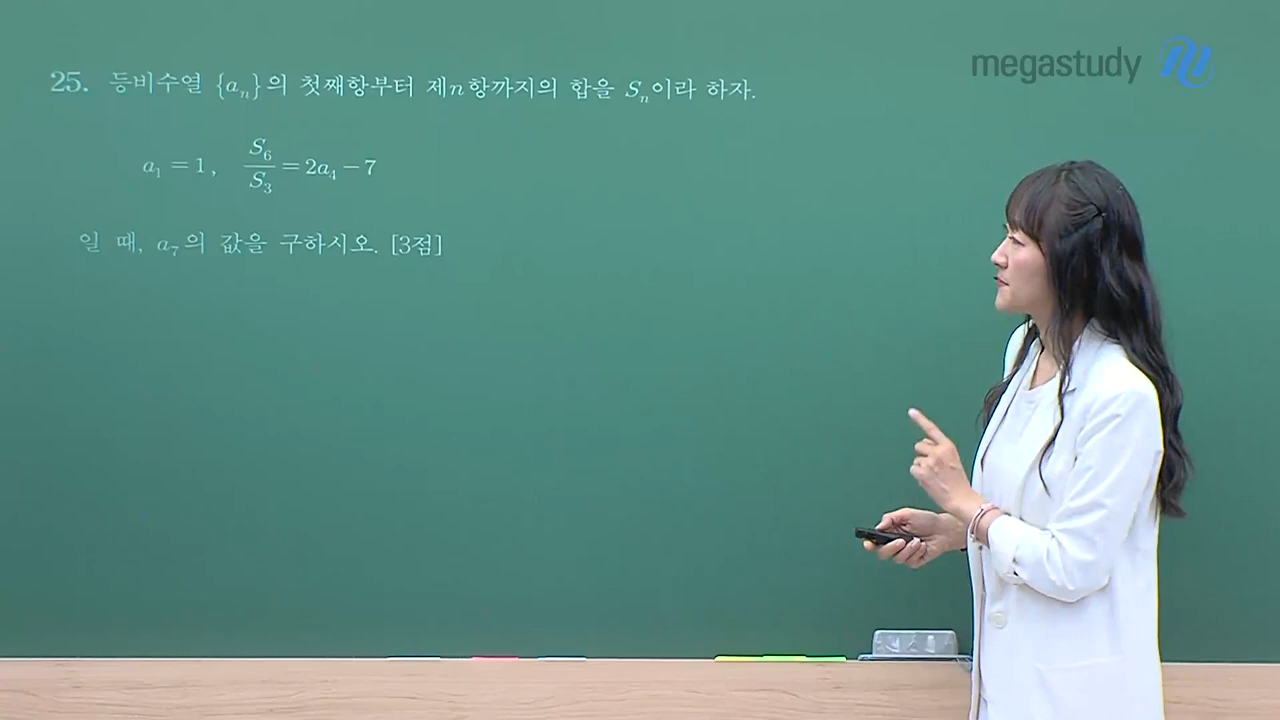 megastudy
25. 등비수열 {aₙ}의 첫째항부터 제n항까지의 합을 Sₙ이라 하자.
a₁ = 1, S₆/S₃ = 2a₄ − 7
일 때, a₇의 값을 구하시오. [3점]